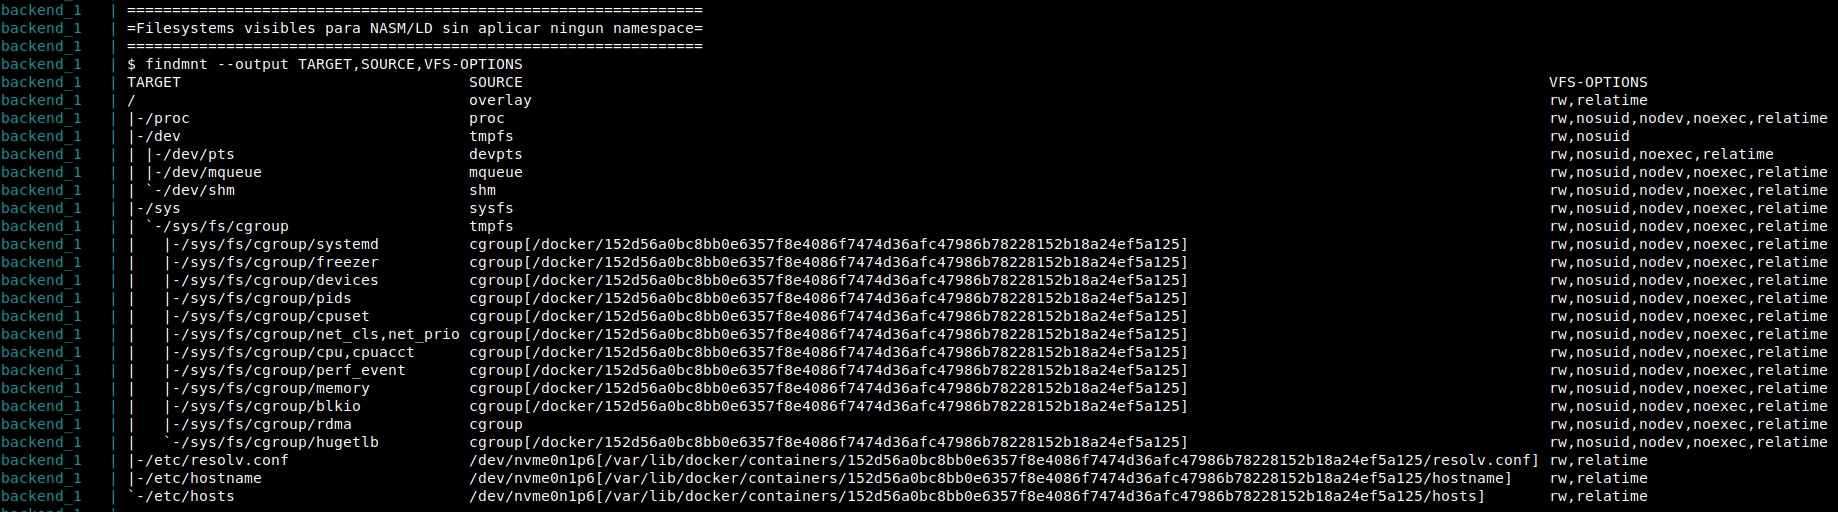 backend_1   | ================================================================
backend_1   | =Filesystems visibles para NASM/LD sin aplicar ningun namespace=
backend_1   | ================================================================
backend_1   | $ findmnt --output TARGET,SOURCE,VFS-OPTIONS
backend_1   | TARGET                                SOURCE                                                                                                                  VFS-OPTIONS
backend_1   | /                                     overlay                                                                                                                 rw,relatime
backend_1   | |-/proc                               proc                                                                                                                    rw,nosuid,nodev,noexec,relatime
backend_1   | |-/dev                                tmpfs                                                                                                                   rw,nosuid
backend_1   | | |-/dev/pts                          devpts                                                                                                                  rw,nosuid,noexec,relatime
backend_1   | | |-/dev/mqueue                       mqueue                                                                                                                  rw,nosuid,nodev,noexec,relatime
backend_1   | | `-/dev/shm                          shm                                                                                                                     rw,nosuid,nodev,noexec,relatime
backend_1   | |-/sys                                sysfs                                                                                                                   rw,nosuid,nodev,noexec,relatime
backend_1   | | `-/sys/fs/cgroup                    tmpfs                                                                                                                   rw,nosuid,nodev,noexec,relatime
backend_1   | |   |-/sys/fs/cgroup/systemd          cgroup[/docker/152d56a0bc8bb0e6357f8e4086f7474d36afc47986b78228152b18a24ef5a125]                                        rw,nosuid,nodev,noexec,relatime
backend_1   | |   |-/sys/fs/cgroup/freezer          cgroup[/docker/152d56a0bc8bb0e6357f8e4086f7474d36afc47986b78228152b18a24ef5a125]                                        rw,nosuid,nodev,noexec,relatime
backend_1   | |   |-/sys/fs/cgroup/devices          cgroup[/docker/152d56a0bc8bb0e6357f8e4086f7474d36afc47986b78228152b18a24ef5a125]                                        rw,nosuid,nodev,noexec,relatime
backend_1   | |   |-/sys/fs/cgroup/pids             cgroup[/docker/152d56a0bc8bb0e6357f8e4086f7474d36afc47986b78228152b18a24ef5a125]                                        rw,nosuid,nodev,noexec,relatime
backend_1   | |   |-/sys/fs/cgroup/cpuset           cgroup[/docker/152d56a0bc8bb0e6357f8e4086f7474d36afc47986b78228152b18a24ef5a125]                                        rw,nosuid,nodev,noexec,relatime
backend_1   | |   |-/sys/fs/cgroup/net_cls,net_prio cgroup[/docker/152d56a0bc8bb0e6357f8e4086f7474d36afc47986b78228152b18a24ef5a125]                                        rw,nosuid,nodev,noexec,relatime
backend_1   | |   |-/sys/fs/cgroup/cpu,cpuacct      cgroup[/docker/152d56a0bc8bb0e6357f8e4086f7474d36afc47986b78228152b18a24ef5a125]                                        rw,nosuid,nodev,noexec,relatime
backend_1   | |   |-/sys/fs/cgroup/perf_event       cgroup[/docker/152d56a0bc8bb0e6357f8e4086f7474d36afc47986b78228152b18a24ef5a125]                                        rw,nosuid,nodev,noexec,relatime
backend_1   | |   |-/sys/fs/cgroup/memory           cgroup[/docker/152d56a0bc8bb0e6357f8e4086f7474d36afc47986b78228152b18a24ef5a125]                                        rw,nosuid,nodev,noexec,relatime
backend_1   | |   |-/sys/fs/cgroup/blkio            cgroup[/docker/152d56a0bc8bb0e6357f8e4086f7474d36afc47986b78228152b18a24ef5a125]                                        rw,nosuid,nodev,noexec,relatime
backend_1   | |   |-/sys/fs/cgroup/rdma             cgroup                                                                                                                  rw,nosuid,nodev,noexec,relatime
backend_1   | |   `-/sys/fs/cgroup/hugetlb          cgroup[/docker/152d56a0bc8bb0e6357f8e4086f7474d36afc47986b78228152b18a24ef5a125]                                        rw,nosuid,nodev,noexec,relatime
backend_1   | |-/etc/resolv.conf                    /dev/nvme0n1p6[/var/lib/docker/containers/152d56a0bc8bb0e6357f8e4086f7474d36afc47986b78228152b18a24ef5a125/resolv.conf] rw,relatime
backend_1   | |-/etc/hostname                       /dev/nvme0n1p6[/var/lib/docker/containers/152d56a0bc8bb0e6357f8e4086f7474d36afc47986b78228152b18a24ef5a125/hostname]    rw,relatime
backend_1   | `-/etc/hosts                          /dev/nvme0n1p6[/var/lib/docker/containers/152d56a0bc8bb0e6357f8e4086f7474d36afc47986b78228152b18a24ef5a125/hosts]       rw,relatime
backend_1   |